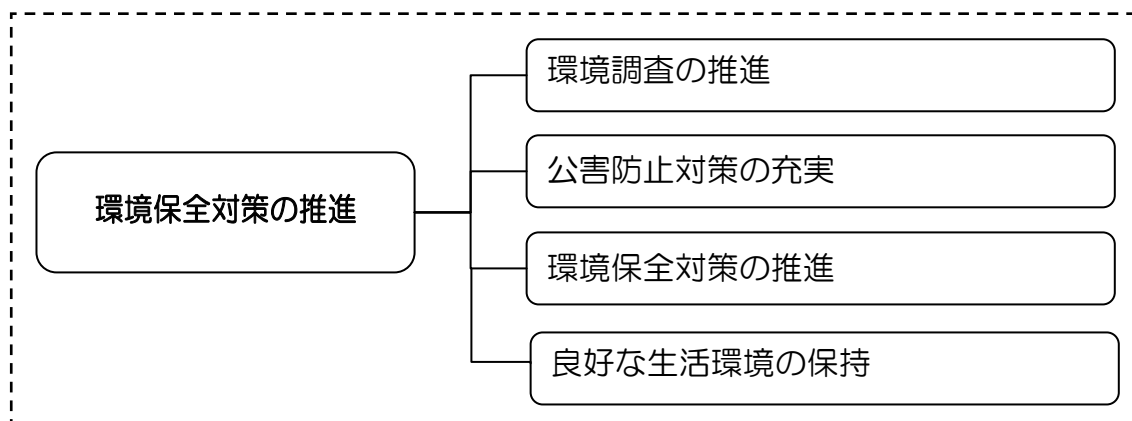 環境保全対策の推進
環境調査の推進
公害防止対策の充実
環境保全対策の推進
良好な生活環境の保持